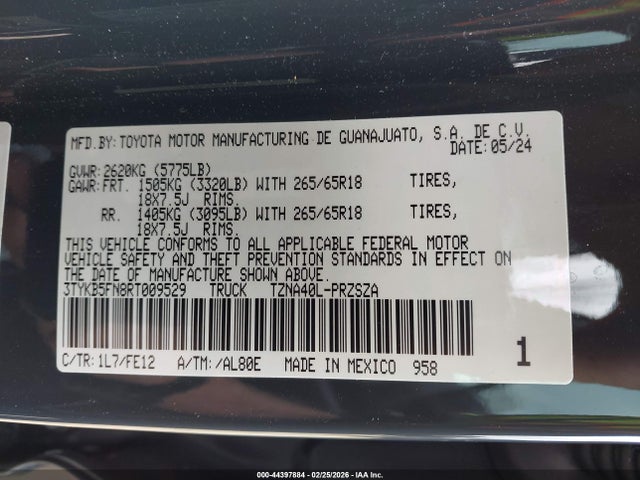 MFD.BY: TOYOTA MOTOR MANUFACTURING DE GUANAJUATO, S.A. DE C.V.
DATE: 05/24
GVWR: 2620KG (5775LB)
GAWR: FRT. 1505KG (3320LB) WITH 265/65R18 TIRES,
18X7.5J RIMS.
RR. 1405KG (3095LB) WITH 265/65R18 TIRES,
18X7.5J RIMS.
THIS VEHICLE CONFORMS TO ALL APPLICABLE FEDERAL MOTOR
VEHICLE SAFETY AND THEFT PREVENTION STANDARDS IN EFFECT ON
THE DATE OF MANUFACTURE SHOWN ABOVE.
3TYKB5FN8RT009529 TRUCK TZNA40L-PRZSZA
C/TR: 1L7/FE12 A/TM: /AL80E MADE IN MEXICO 958
1
000-44397884 - 02/25/2026 - IAA Inc.